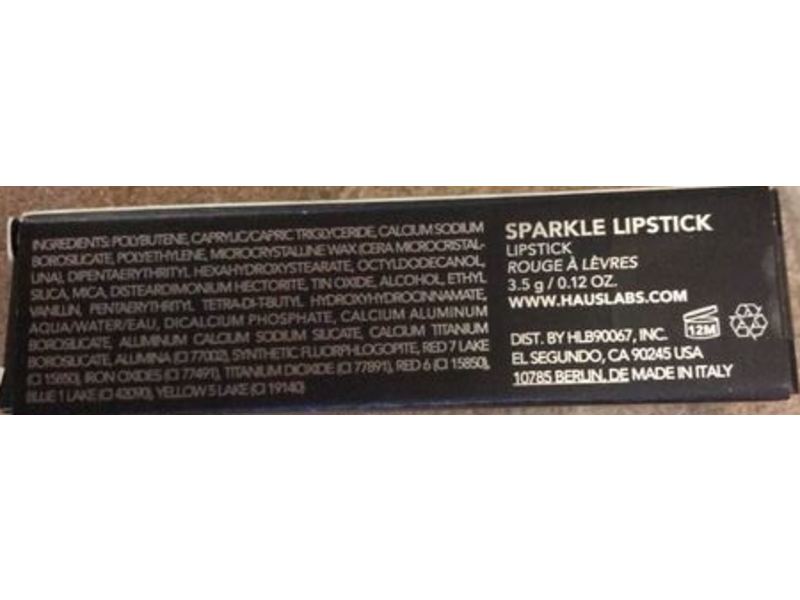 INGREDIENTS: POLYBUTENE, CAPRYLIC/CAPRIC TRIGLYCERIDE, CALCIUM SODIUM
BOROSILICATE, POLYETHYLENE, MICROCRYSTALLINE WAX (CERA MICROCRISTAL-
LINA), DIPENTAERYTHRITYL HEXAHYDROXYSTEARATE, OCTYLDODECANOL,
SILICA, MICA, DISTEARDIMONIUM HECTORITE, TIN OXIDE, ALCOHOL, ETHYL
VANILLIN, PENTAERYTHRITYL TETRA-DI-T-BUTYL HYDROXYHYDROCINNAMATE,
AQUA/WATER/EAU, DICALCIUM PHOSPHATE, CALCIUM ALUMINUM
BOROSILICATE, ALUMINUM CALCIUM SODIUM SILICATE, CALCIUM TITANIUM
BOROSILICATE, ALUMINA (CI 77002), SYNTHETIC FLUORPHLOGOPITE, RED 7 LAKE
(CI 15850), IRON OXIDES (CI 77491), TITANIUM DIOXIDE (CI 77891), RED 6 (CI 15850),
BLUE 1 LAKE (CI 42090), YELLOW 5 LAKE (CI 19140)
SPARKLE LIPSTICK
LIPSTICK
ROUGE À LÈVRES
3.5 g / 0.12 OZ.
WWW.HAUSLABS.COM
12M
DIST. BY HLB90067, INC.
EL SEGUNDO, CA 90245 USA
10785 BERLIN, DE MADE IN ITALY